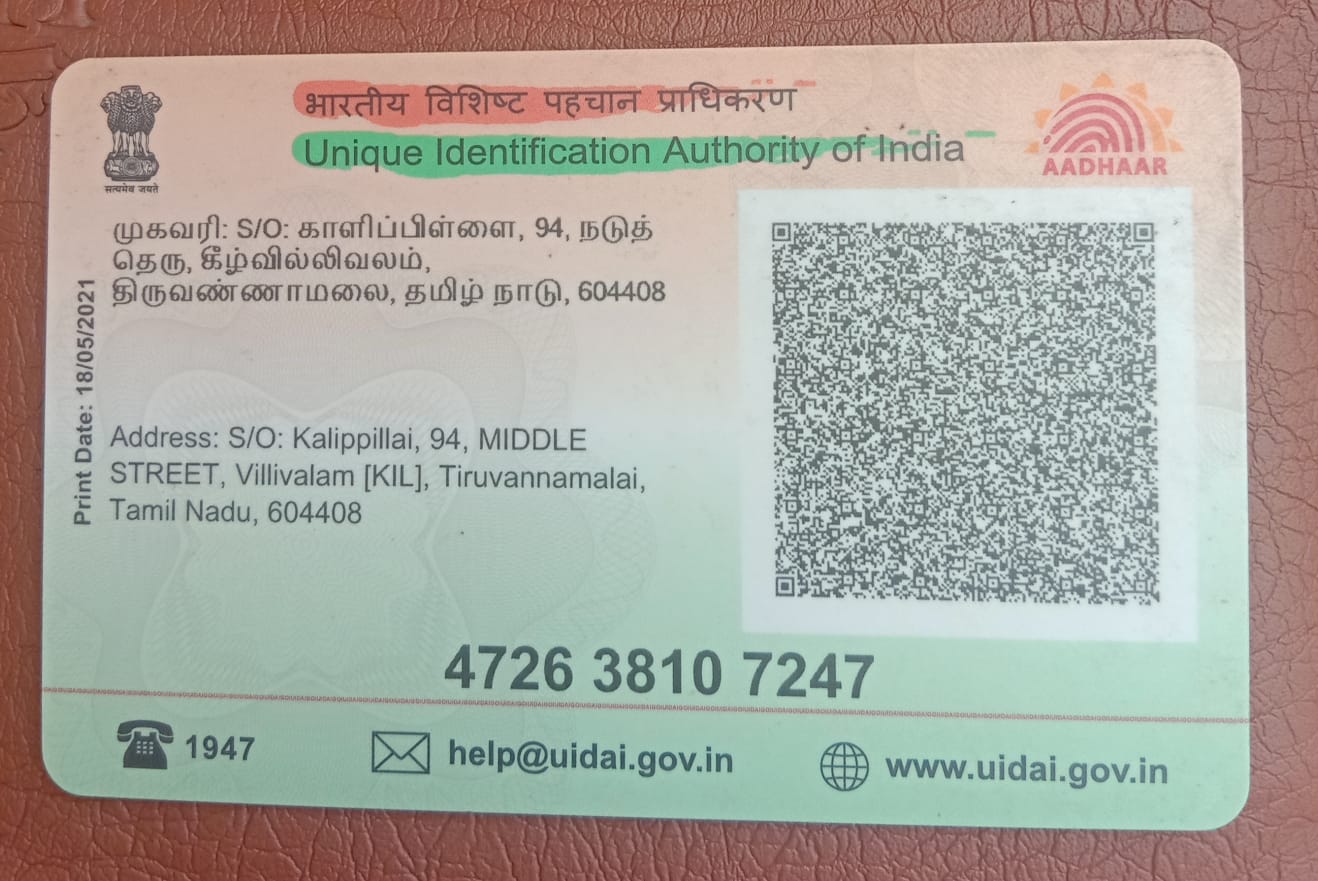 भारतीय विशिष्ट पहचान प्राधिकरण
Unique Identification Authority of India
सत्यमेव जयते
AADHAAR
முகவரி: S/O: காளிப்பிள்ளை, 94, நடுத்
தெரு, கீழ்வில்லிவலம்,
திருவண்ணாமலை, தமிழ் நாடு, 604408
Print Date: 18/05/2021
Address: S/O: Kalippillai, 94, MIDDLE
STREET, Villivalam [KIL], Tiruvannamalai,
Tamil Nadu, 604408
4726 3810 7247
1947
help@uidai.gov.in
www.uidai.gov.in